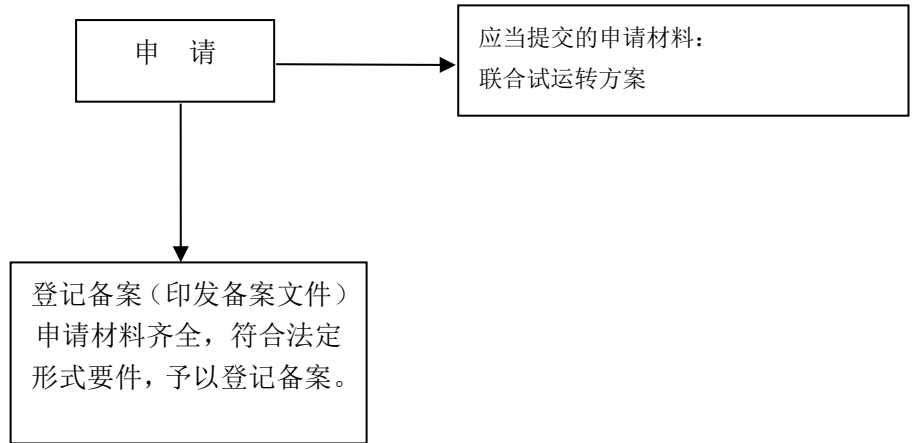 申 请
应当提交的申请材料：
联合试运转方案
登记备案（印发备案文件）
申请材料齐全，符合法定
形式要件，予以登记备案。